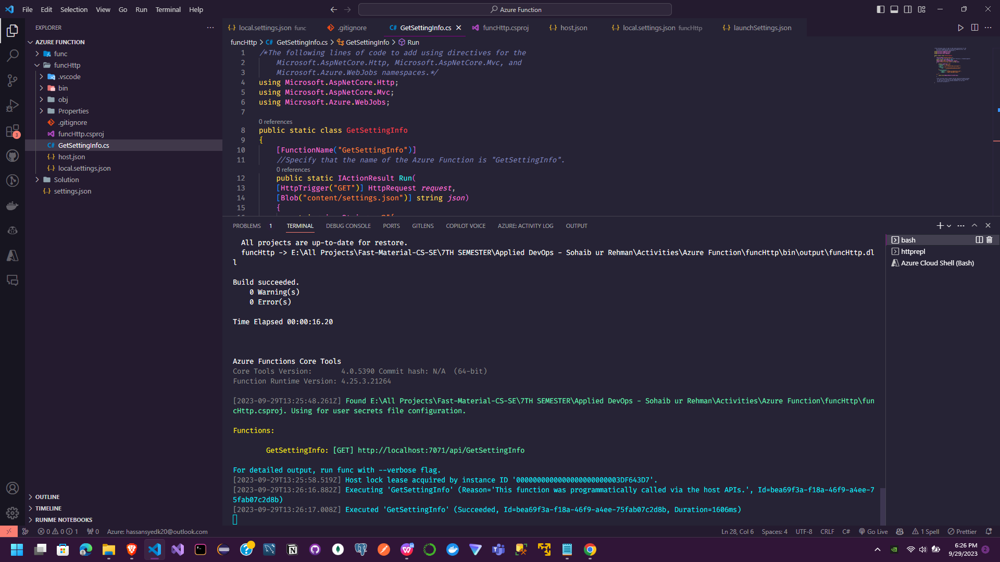 File Edit Selection View Go Run Terminal Help
Azure Function
EXPLORER
AZURE FUNCTION
func
funcHttp
.vscode
bin
obj
Properties
.gitignore
funcHttp.csproj
GetSettingInfo.cs
host.json
local.settings.json
Solution
settings.json
OUTLINE
TIMELINE
RUNME NOTEBOOKS
3
local.settings.json func
.gitignore
GetSettingInfo.cs
funcHttp.csproj
host.json
local.settings.json funcHttp
launchSettings.json
funcHttp > GetSettingInfo.cs > GetSettingInfo > Run
1 /*The following lines of code to add using directives for the
2 Microsoft.AspNetCore.Http, Microsoft.AspNetCore.Mvc, and
3 Microsoft.Azure.WebJobs namespaces.*/
4 using Microsoft.AspNetCore.Http;
5 using Microsoft.AspNetCore.Mvc;
6 using Microsoft.Azure.WebJobs;
7
0 references
8 public static class GetSettingInfo
9 {
10 [FunctionName("GetSettingInfo")]
11 //Specify that the name of the Azure Function is "GetSettingInfo".
0 references
12 public static IActionResult Run(
13 [HttpTrigger("GET")] HttpRequest request,
14 [Blob("content/settings.json")] string json)
15 {
PROBLEMS 1 TERMINAL DEBUG CONSOLE PORTS GITLENS COPILOT VOICE AZURE: ACTIVITY LOG OUTPUT
All projects are up-to-date for restore.
funcHttp -> E:\All Projects\Fast-Material-CS-SE\7TH SEMESTER\Applied DevOps - Sohaib ur Rehman\Activities\Azure Function\funcHttp\bin\output\funcHttp.dl
l
Build succeeded.
0 Warning(s)
0 Error(s)
Time Elapsed 00:00:16.20
Azure Functions Core Tools
Core Tools Version: 4.0.5390 Commit hash: N/A (64-bit)
Function Runtime Version: 4.25.3.21264
[2023-09-29T13:25:48.261Z] Found E:\All Projects\Fast-Material-CS-SE\7TH SEMESTER\Applied DevOps - Sohaib ur Rehman\Activities\Azure Function\funcHttp\fun
cHttp.csproj. Using for user secrets file configuration.
Functions:
GetSettingInfo: [GET] http://localhost:7071/api/GetSettingInfo
For detailed output, run func with --verbose flag.
[2023-09-29T13:25:58.519Z] Host lock lease acquired by instance ID '0000000000000000000000003DF643D7'.
[2023-09-29T13:26:16.882Z] Executing 'GetSettingInfo' (Reason='This function was programmatically called via the host APIs.', Id=bea69f3a-f18a-46f9-a4ee-7
5fab07c2d8b)
[2023-09-29T13:26:17.008Z] Executed 'GetSettingInfo' (Succeeded, Id=bea69f3a-f18a-46f9-a4ee-75fab07c2d8b, Duration=1606ms)
bash
httprepl
Azure Cloud Shell (Bash)
0 0 1 0 Azure: hassansyedk20@outlook.com
Ln 28, Col 6 Spaces: 4 UTF-8 CRLF C# Go Live 1 Spell Prettier
6:26 PM
9/29/2023
2